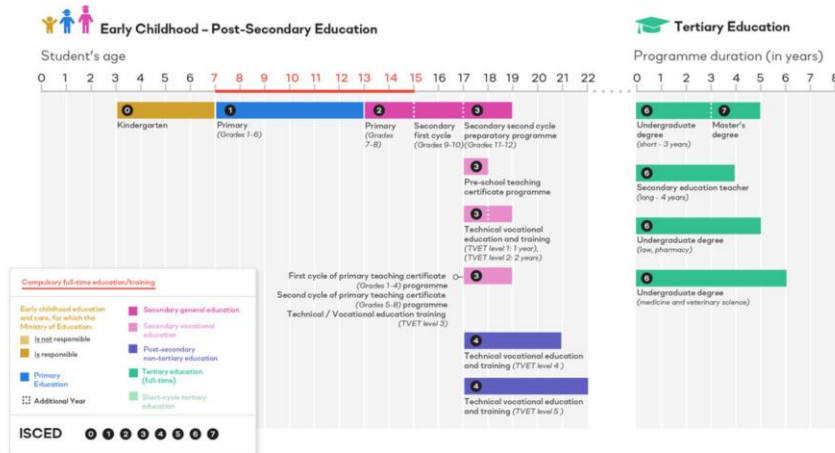 Early Childhood – Post-Secondary Education
Student's age
0 1 2 3 4 5 6 7 8 9 10 11 12 13 14 15 16 17 18 19 20 21 22
0
Kindergarten
1
Primary
(Grades 1-6)
2
Primary
(Grades
7-8)
Secondary
first cycle
(Grades 9-10)
3
Secondary second cycle
preparatory programme
(Grades 11-12)
3
Pre-school teaching
certificate programme
3
Technical vocational
education and training
(TVET level 1: 1 year),
(TVET level 2: 2 years)
3
First cycle of primary teaching certificate
(Grades 1-4) programme
Second cycle of primary teaching certificate
(Grades 5-8) programme
Technical / Vocational education training
(TVET level 3)
4
Technical vocational education
and training (TVET level 4 )
4
Technical vocational education
and training (TVET level 5 )
Tertiary Education
Programme duration (in years)
0 1 2 3 4 5 6 7 8
6
Undergraduate
degree
(short - 3 years)
7
Master's
degree
6
Secondary education teacher
(long - 4 years)
6
Undergraduate degree
(law, pharmacy)
6
Undergraduate degree
(medicine and veterinary science)
Compulsory full-time education/training
Early childhood education
and care, for which the
Ministry of Education:
is not responsible
is responsible
Primary
Education
Additional Year
Secondary general education
Secondary vocational
education
Post-secondary
non-tertiary education
Tertiary education
(full-time)
Short-cycle tertiary
education
ISCED 0 1 2 3 4 5 6 7